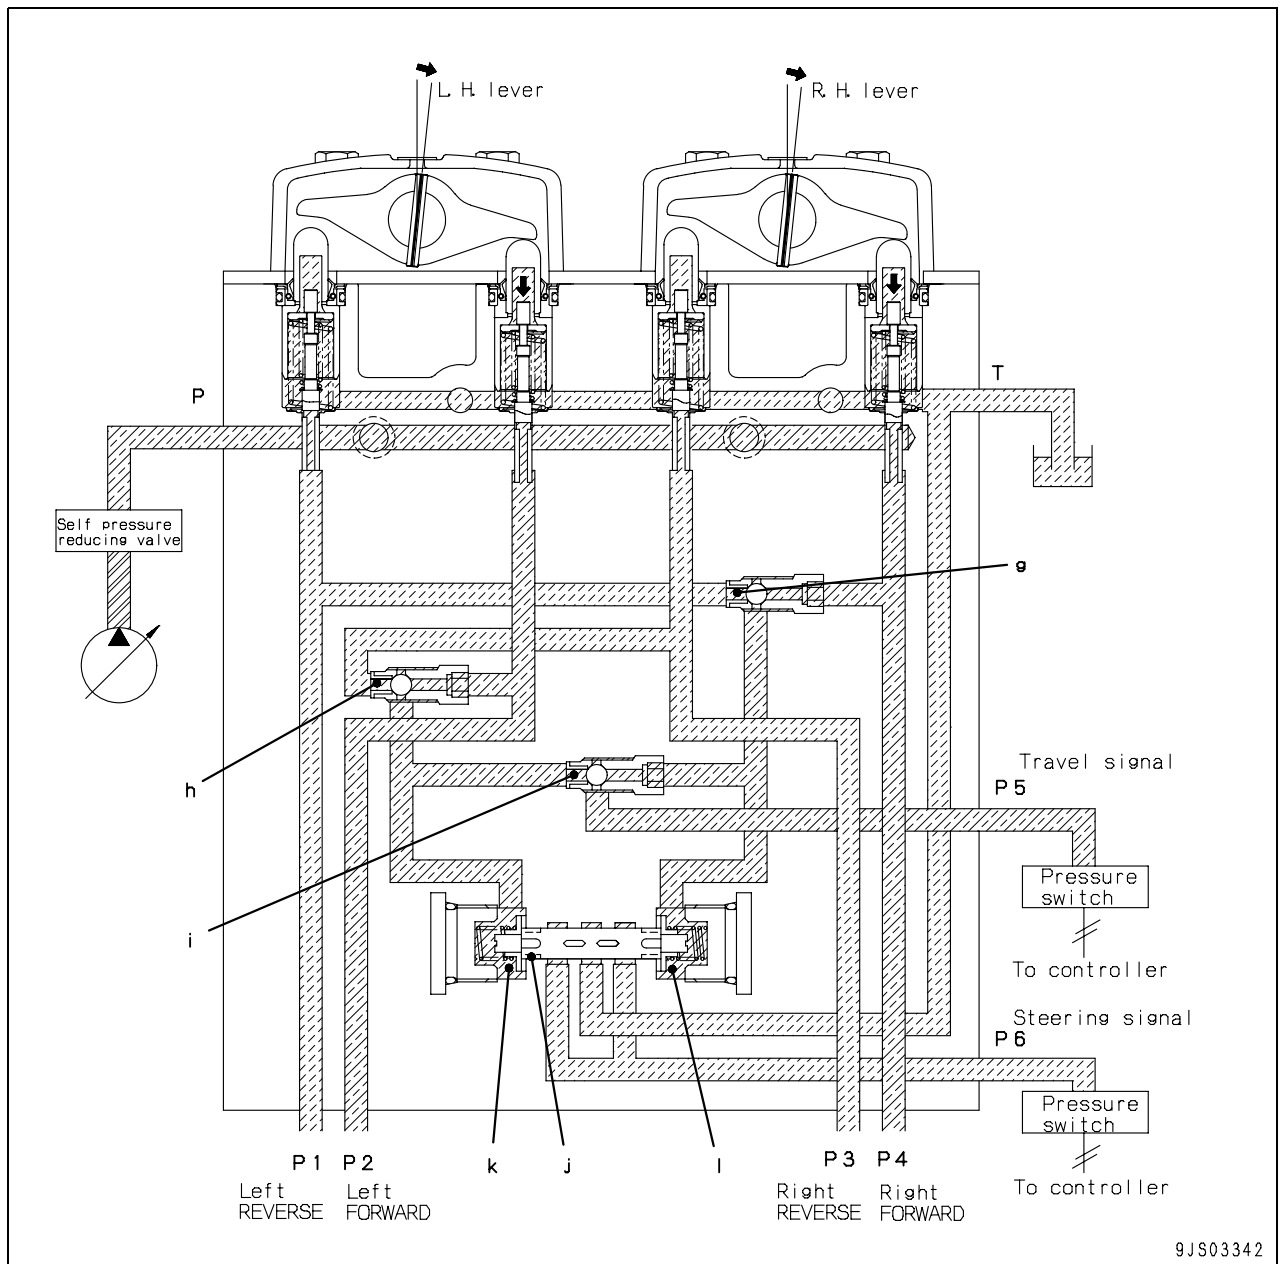 L. H. lever
R. H. lever
P
T
Self pressure
reducing valve
g
h
Travel signal
P5
Pressure
switch
i
To controller
Steering signal
P6
Pressure
switch
P1
P2
k
j
l
P3
P4
To controller
Left
REVERSE
Left
FORWARD
Right
REVERSE
Right
FORWARD
9JS03342